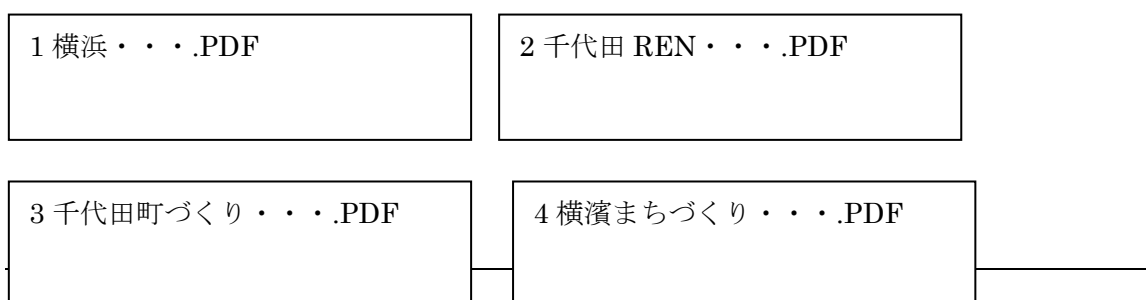 1 横浜・・・.PDF
2 千代田 REN・・・.PDF
3 千代田町づくり・・・.PDF
4 横濱まちづくり・・・.PDF